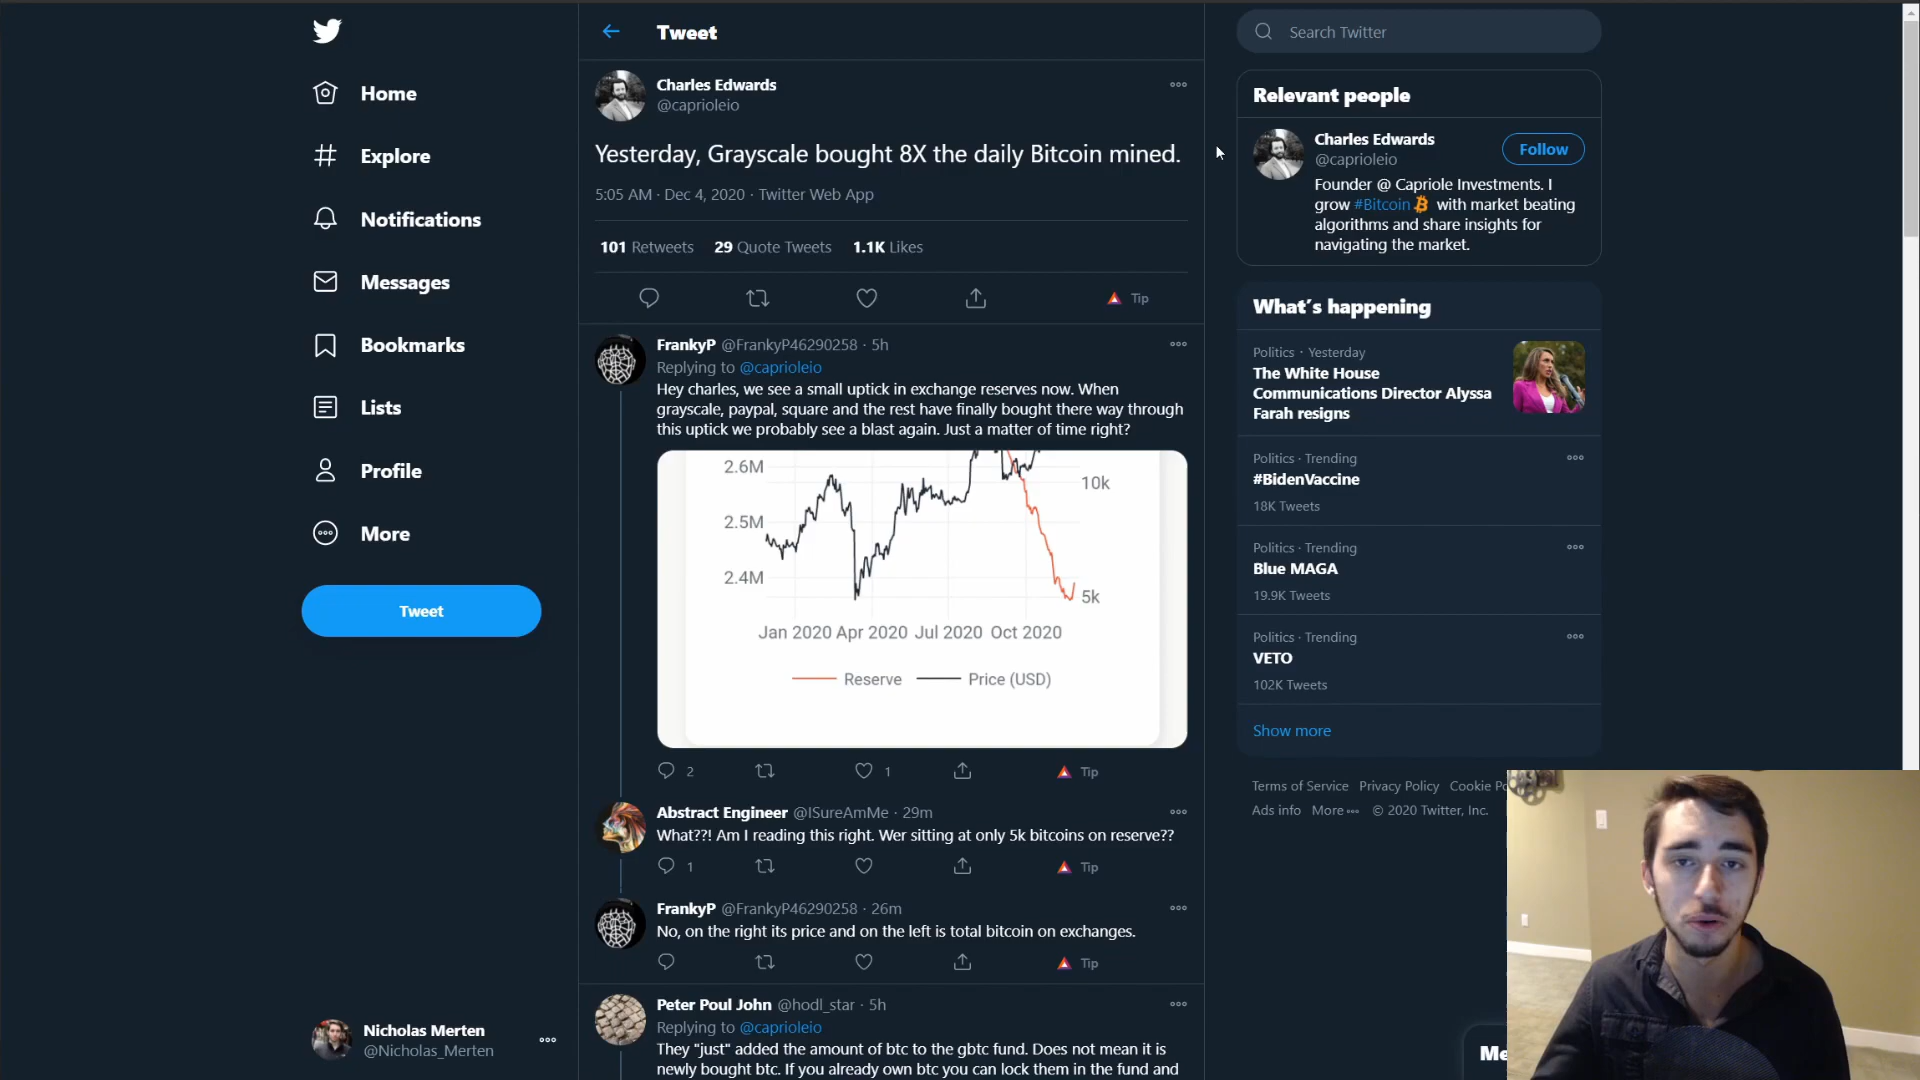 Home
Explore
Notifications
Messages
Bookmarks
Lists
Profile
More
Tweet
Nicholas Merten
@Nicholas_Merten
Tweet
Charles Edwards
@caprioleio
Yesterday, Grayscale bought 8X the daily Bitcoin mined.
5:05 AM · Dec 4, 2020 · Twitter Web App
101 Retweets 29 Quote Tweets 1.1K Likes
Tip
FrankyP @FrankyP46290258 · 5h
Replying to @caprioleio
Hey charles, we see a small uptick in exchange reserves now. When
grayscale, paypal, square and the rest have finally bought there way through
this uptick we probably see a blast again. Just a matter of time right?
2.6M
10k
2.5M
2.4M
5k
Jan 2020 Apr 2020 Jul 2020 Oct 2020
Reserve Price (USD)
2 1 Tip
Abstract Engineer @ISureAmMe · 29m
What??! Am I reading this right. Wer sitting at only 5k bitcoins on reserve??
1 Tip
FrankyP @FrankyP46290258 · 26m
No, on the right its price and on the left is total bitcoin on exchanges.
Tip
Peter Poul John @hodl_star · 5h
Replying to @caprioleio
They "just" added the amount of btc to the gbtc fund. Does not mean it is
newly bought btc. If you already own btc you can lock them in the fund and
Search Twitter
Relevant people
Charles Edwards
@caprioleio
Follow
Founder @ Capriole Investments. I
grow #Bitcoin with market beating
algorithms and share insights for
navigating the market.
What's happening
Politics · Yesterday
The White House
Communications Director Alyssa
Farah resigns
Politics · Trending
#BidenVaccine
18K Tweets
Politics · Trending
Blue MAGA
19.9K Tweets
Politics · Trending
VETO
102K Tweets
Show more
Terms of Service Privacy Policy Cookie
Ads info More © 2020 Twitter, Inc.